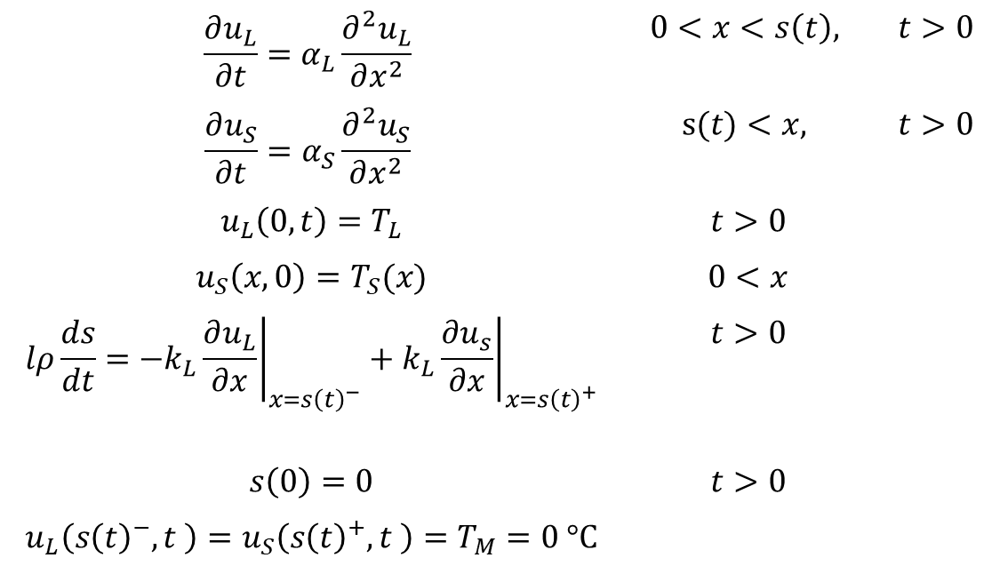 ∂u_L/∂t = α_L ∂²u_L/∂x² 0 < x < s(t), t > 0
∂u_S/∂t = α_S ∂²u_S/∂x² s(t) < x, t > 0
u_L(0, t) = T_L t > 0
u_S(x, 0) = T_S(x) 0 < x
lρ ds/dt = −k_L ∂u_L/∂x|_{x=s(t)⁻} + k_L ∂u_s/∂x|_{x=s(t)⁺} t > 0
s(0) = 0 t > 0
u_L(s(t)⁻, t ) = u_S(s(t)⁺, t ) = T_M = 0 °C